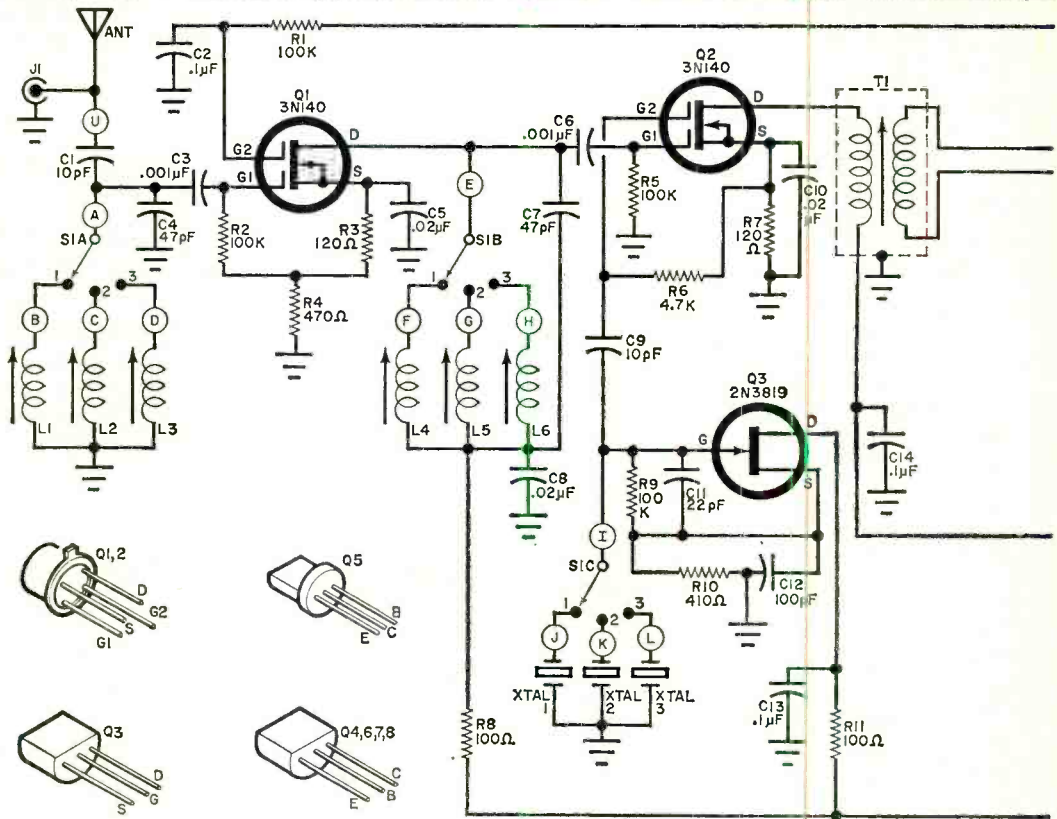 ANT
J1
U
C1
10pF
C2
.1μF
R1
100K
Q1
3N140
G2
G1
D
S
C3
.001μF
A
C4
47pF
S1A
R2
100K
R3
120Ω
C5
.02μF
R4
470Ω
1
2
3
B
C
D
L1
L2
L3
E
S1B
1
2
3
F
G
H
L4
L5
L6
C6
.001μF
C7
47pF
C8
.02μF
Q2
3N140
G2
G1
D
S
R5
100K
R7
120
Ω
C10
.02
μF
R6
4.7K
T1
C9
10pF
Q3
2N3819
G
D
S
R9
100
K
C11
22pF
R10
410Ω
C12
100pF
C14
.1μF
I
S1C
1
2
3
J
K
L
XTAL
1
XTAL
2
XTAL
3
R8
100Ω
C13
.1μF
R11
100Ω
Q1,2
D
G2
S
G1
Q5
B
C
E
Q3
D
G
S
Q4,6,7,8
C
B
E